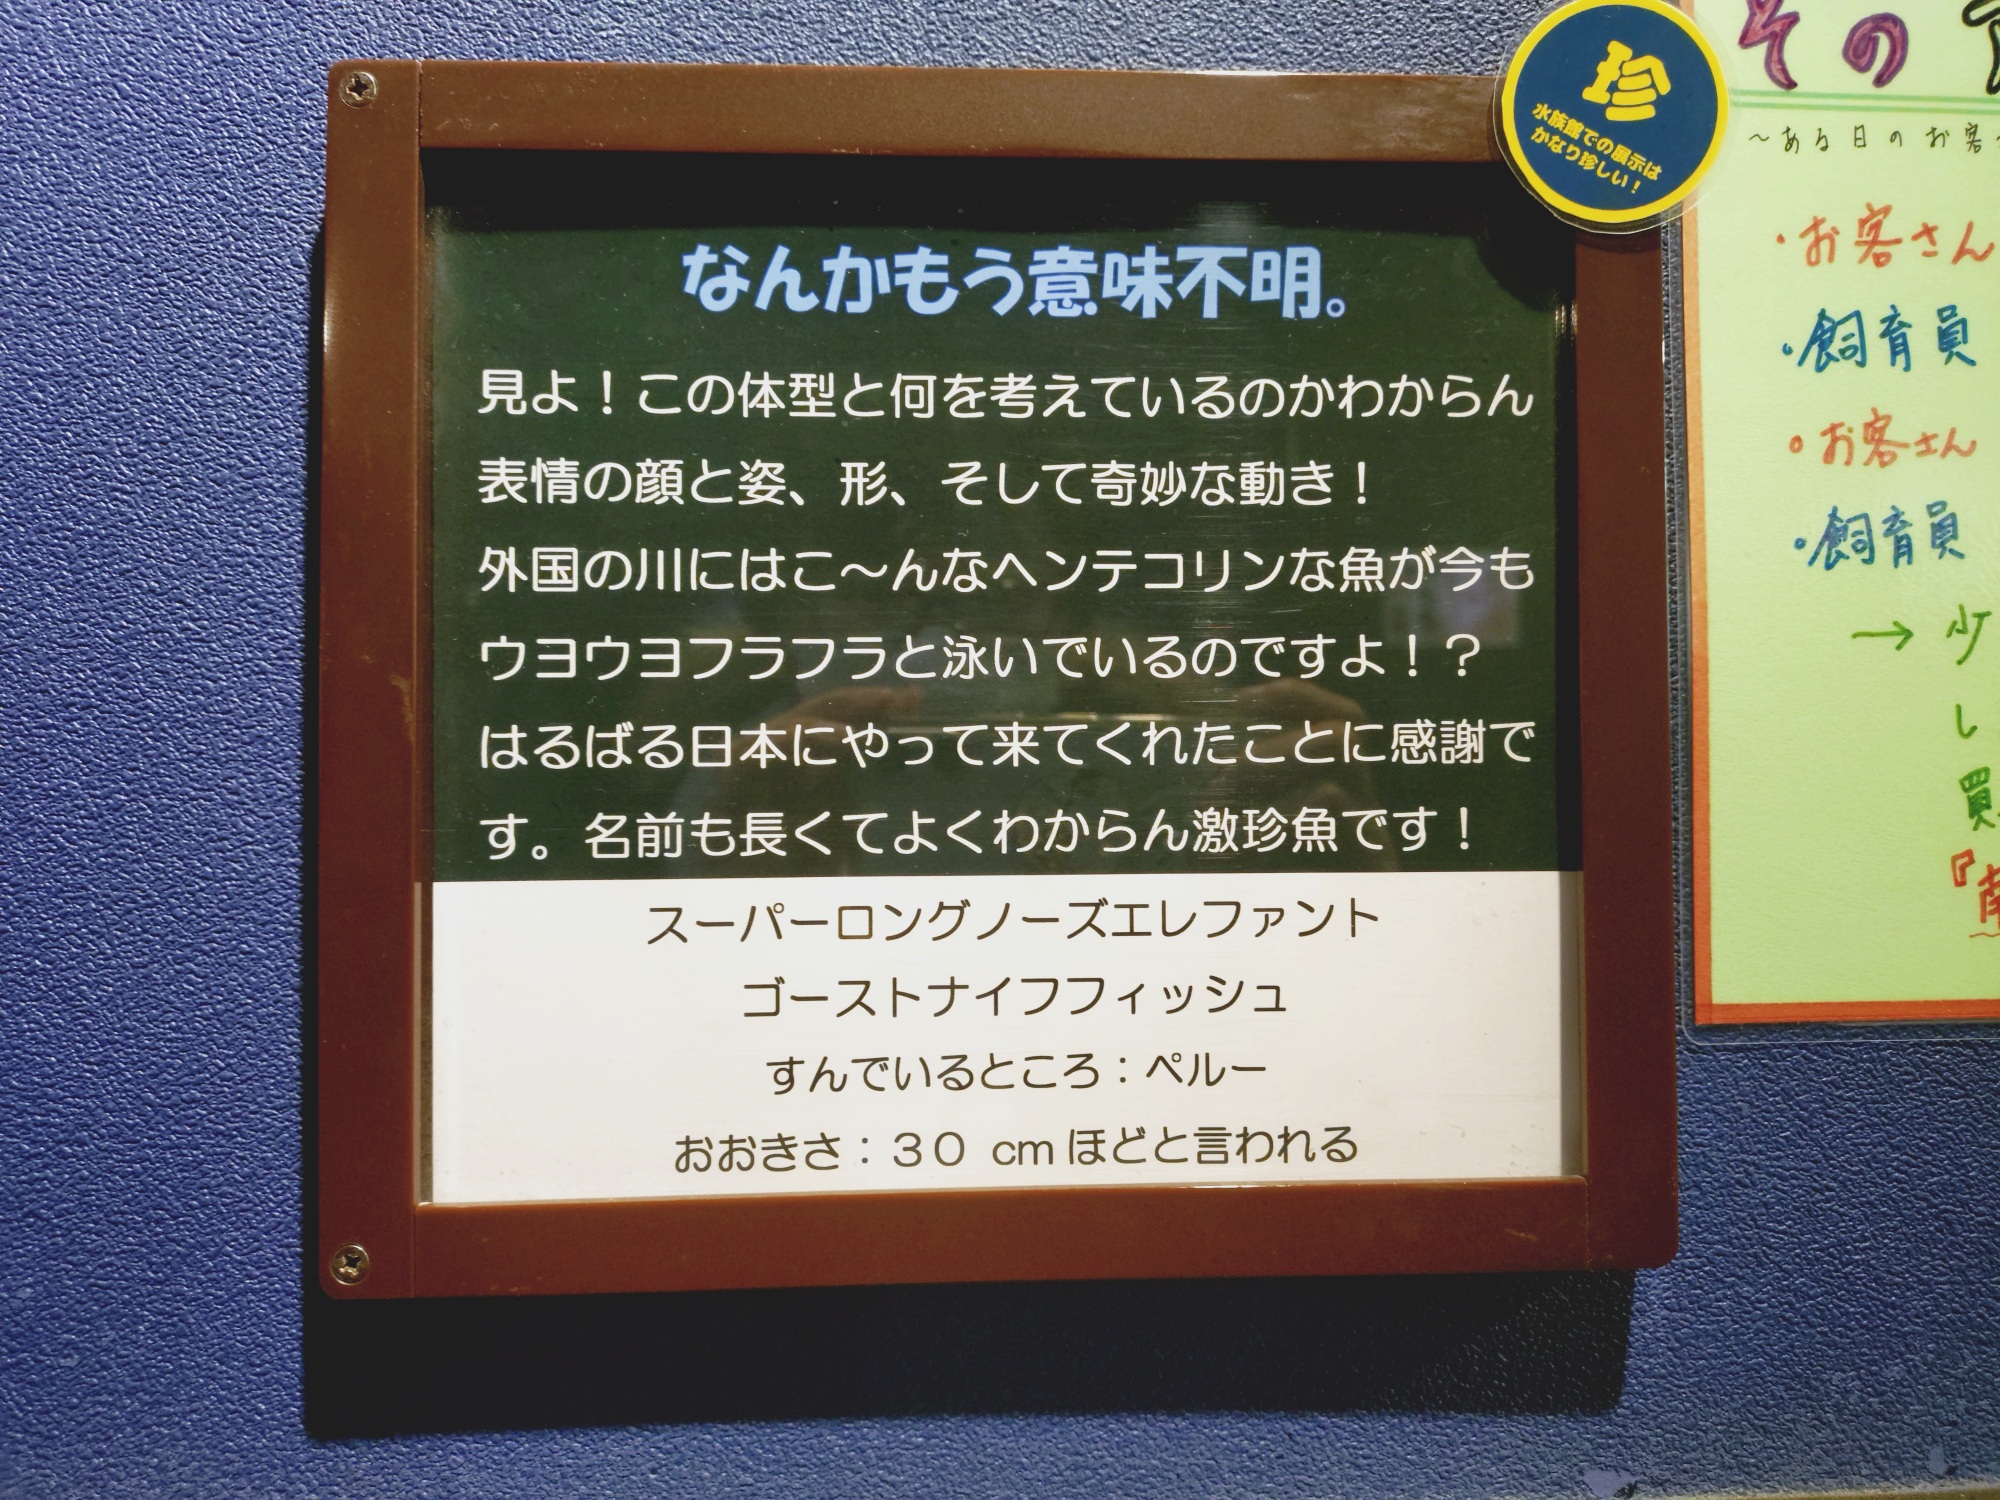 なんかもう意味不明。
見よ！この体型と何を考えているのかわからん
表情の顔と姿、形、そして奇妙な動き！
外国の川にはこ～んなヘンテコリンな魚が今も
ウヨウヨフラフラと泳いでいるのですよ！？
はるばる日本にやって来てくれたことに感謝で
す。名前も長くてよくわからん激珍魚です！
スーパーロングノーズエレファント
ゴーストナイフフィッシュ
すんでいるところ：ペルー
おおきさ：３０ cmほどと言われる
珍
水族館での展示は
かなり珍しい！
その
～ある日のお客
・お客さん
・飼育員
・お客さん
・飼育員
→ 少
し
買